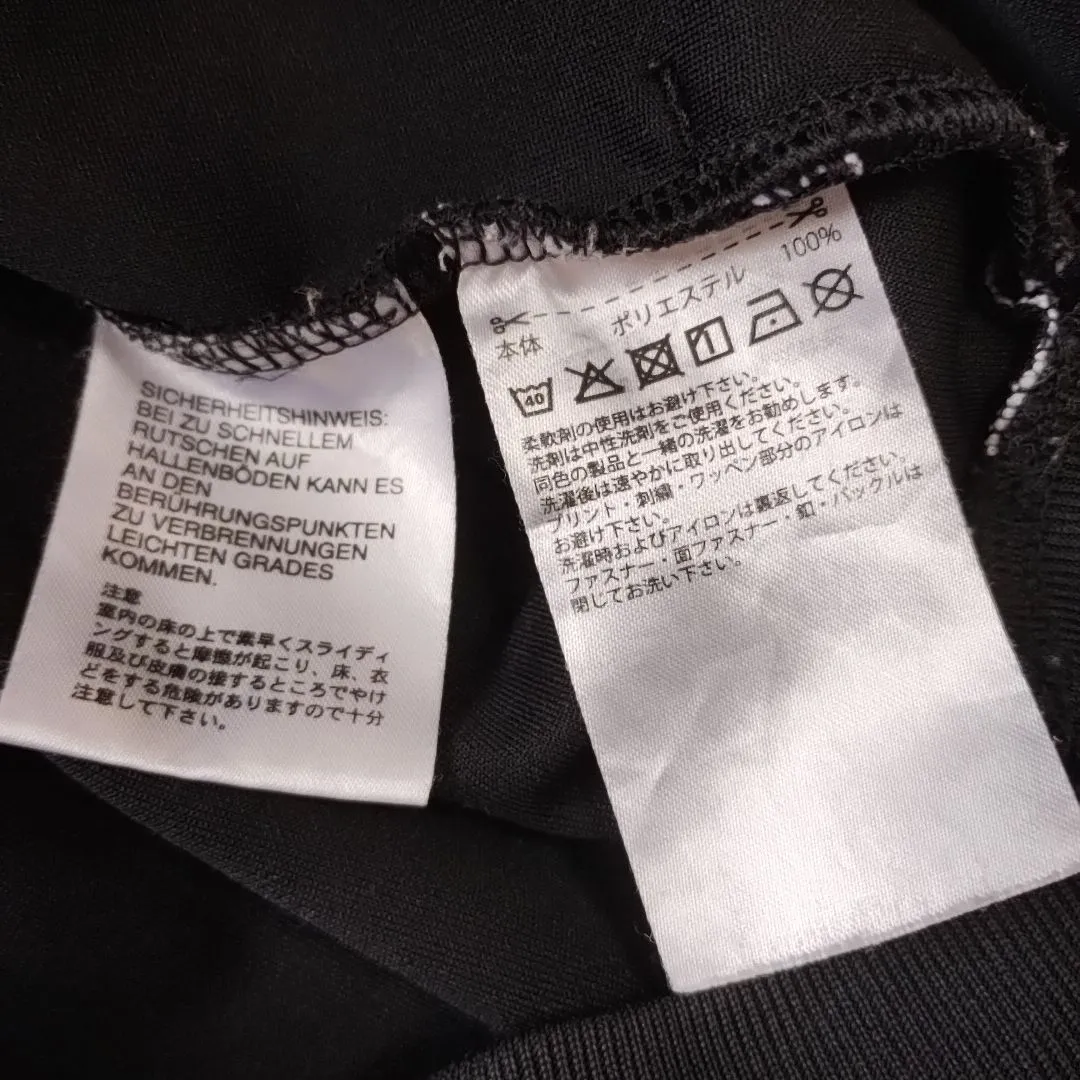 SICHERHEITSHINWEIS:
BEI ZU SCHNELLEM
RUTSCHEN AUF
HALLENBÖDEN KANN ES
AN DEN
BERÜHRUNGSPUNKTEN
ZU VERBRENNUNGEN
LEICHTEN GRADES
KOMMEN.
注意
室内の床の上で素早くスライディ
ングすると摩擦が起こり、床、衣
服及び皮膚の接するところでやけ
どをする危険がありますので十分
注意して下さい。
本体 ポリエステル 100%
40
柔軟剤の使用はお避け下さい。
洗剤は中性洗剤をご使用ください。
同色の製品と一緒の洗濯をお勧めします。
洗濯後は速やかに取り出してください。
プリント・刺繍・ワッペン部分のアイロンは
お避け下さい。
洗濯時およびアイロンは裏返してください。
ファスナー・面ファスナー・釦・バックルは
閉じてお洗い下さい。